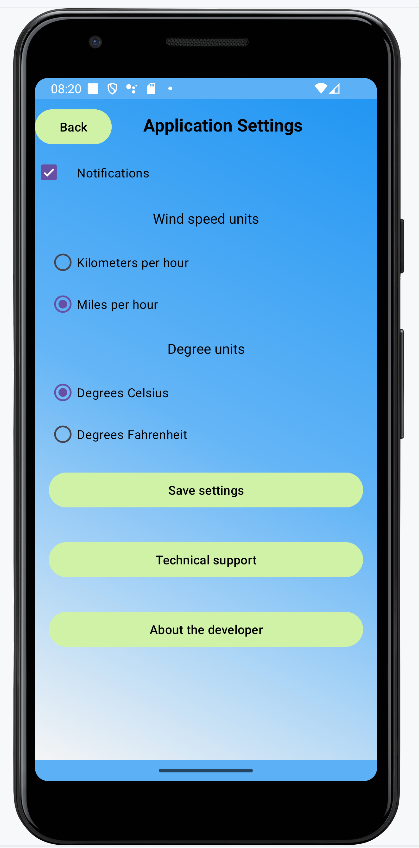 08:20
Back
Application Settings
Notifications
Wind speed units
Kilometers per hour
Miles per hour
Degree units
Degrees Celsius
Degrees Fahrenheit
Save settings
Technical support
About the developer